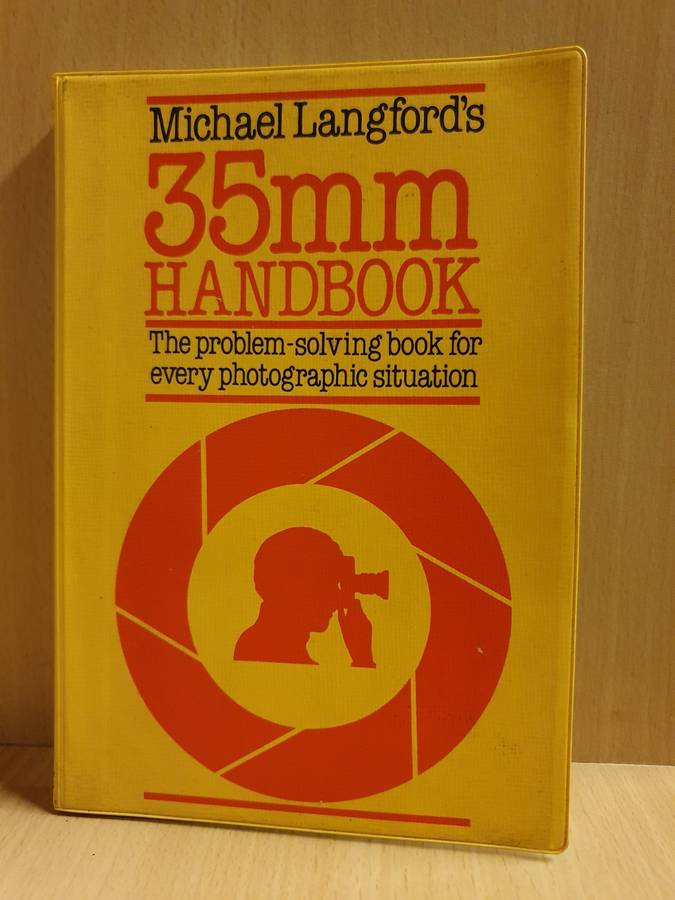 Michael Langford's
35mm
HANDBOOK
The problem-solving book for
every photographic situation